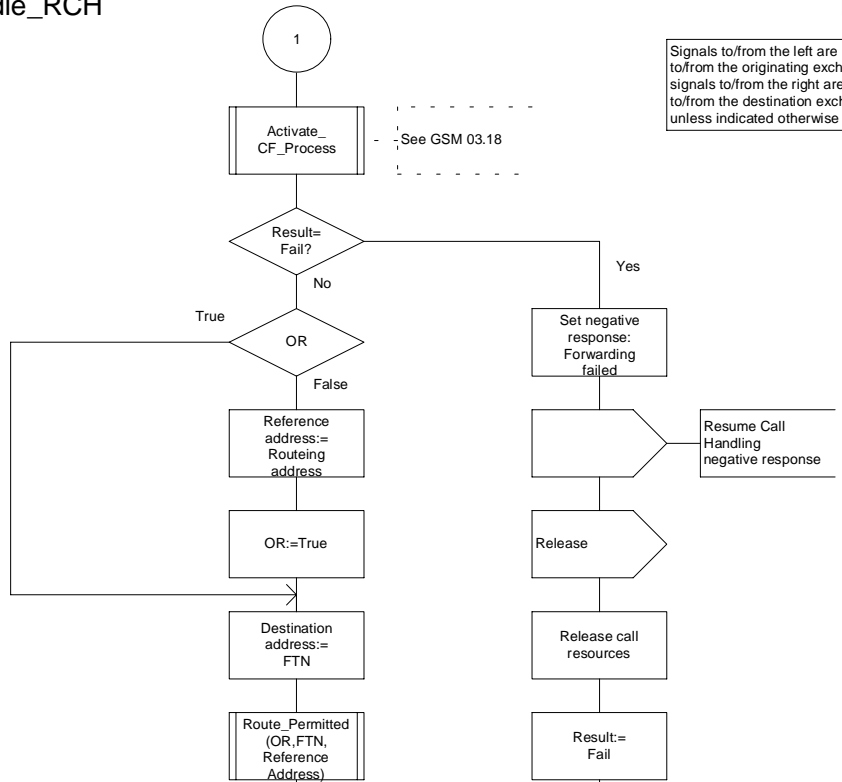 1
Signals to/from the left are
to/from the originating
signals to/from the right are
to/from the destination
unless indicated otherwise
Activate_
CF_Process
See GSM 03.18
Result=
Fail?
Yes
No
True
OR
Set negative
response:
Forwarding
failed
False
Reference
address:=
Routeing
address
Resume Call
Handling
negative response
OR:=True
Release
Destination
address:=
FTN
Release call
resources
Route_Permitted
(OR,FTN,
Reference
Address)
Result:=
Fail